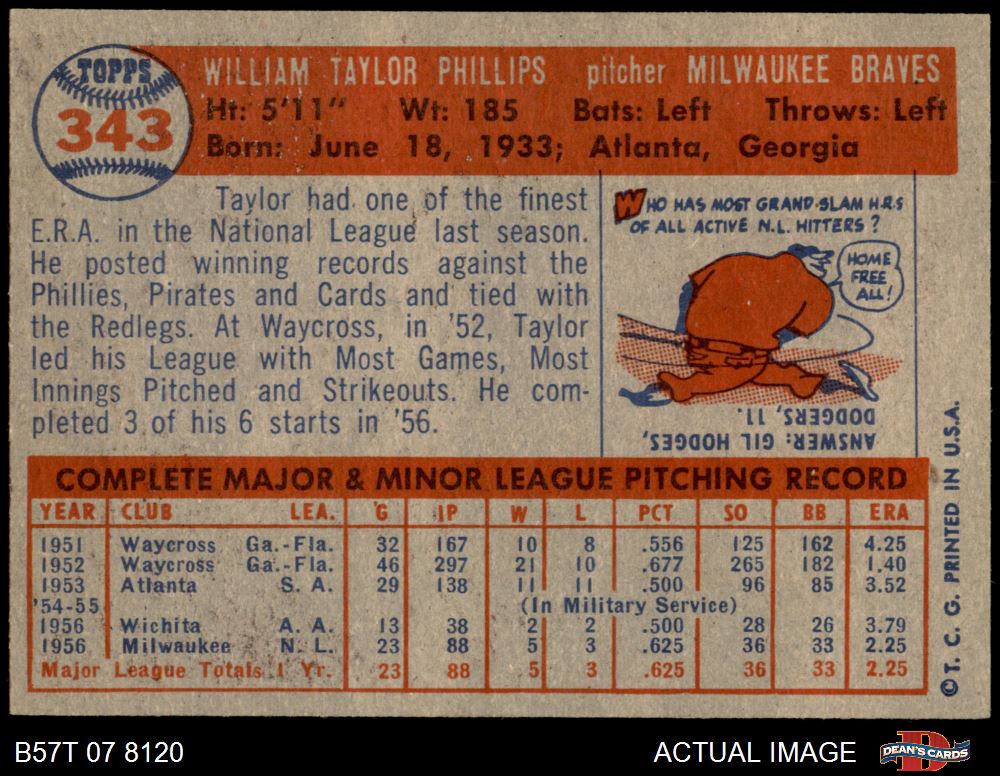 TOPPS
343
WILLIAM TAYLOR PHILLIPS pitcher MILWAUKEE BRAVES
Ht: 5'11" Wt: 185 Bats: Left Throws: Left
Born: June 18, 1933; Atlanta, Georgia
Taylor had one of the finest
E.R.A. in the National League last season.
He posted winning records against the
Phillies, Pirates and Cards and tied with
the Redlegs. At Waycross, in '52, Taylor
led his League with Most Games, Most
Innings Pitched and Strikeouts. He com-
pleted 3 of his 6 starts in '56.
WHO HAS MOST GRAND-SLAM H.R.S
OF ALL ACTIVE N.L. HITTERS?
HOME
FREE
ALL!
ANSWER: GIL HODGES,
DODGERS, 11.
COMPLETE MAJOR & MINOR LEAGUE PITCHING RECORD
YEAR CLUB LEA. G IP W L PCT SO BB ERA
1951 Waycross Ga.-Fla. 32 167 10 8 .556 125 162 4.25
1952 Waycross Ga.-Fla. 46 297 21 10 .677 265 182 1.40
1953 Atlanta S. A. 29 138 11 11 .500 96 85 3.52
'54-55 (In Military Service)
1956 Wichita A. A. 13 38 2 2 .500 28 26 3.79
1956 Milwaukee N. L. 23 88 5 3 .625 36 33 2.25
Major League Totals 1 Yr. 23 88 5 3 .625 36 33 2.25
© T. C. G. PRINTED IN U.S.A.
B57T 07 8120
ACTUAL IMAGE
DEAN'S CARDS